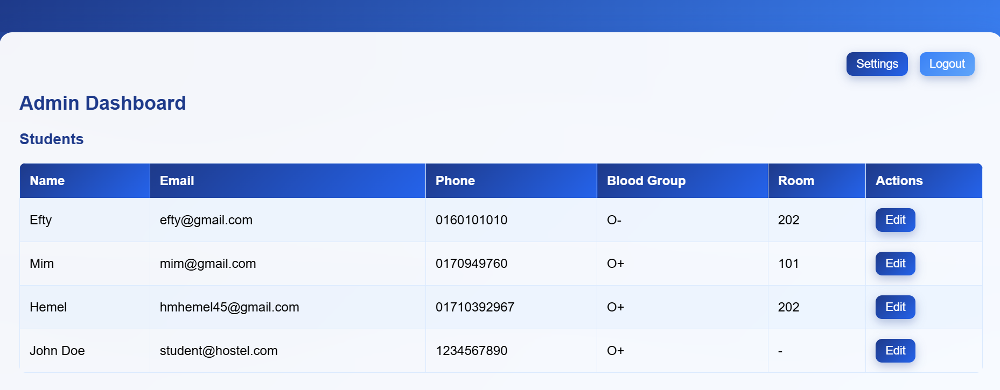 Settings Logout
Admin Dashboard
Students
Name Email Phone Blood Group Room Actions
Efty efty@gmail.com 0160101010 O- 202 Edit
Mim mim@gmail.com 0170949760 O+ 101 Edit
Hemel hmhemel45@gmail.com 01710392967 O+ 202 Edit
John Doe student@hostel.com 1234567890 O+ - Edit